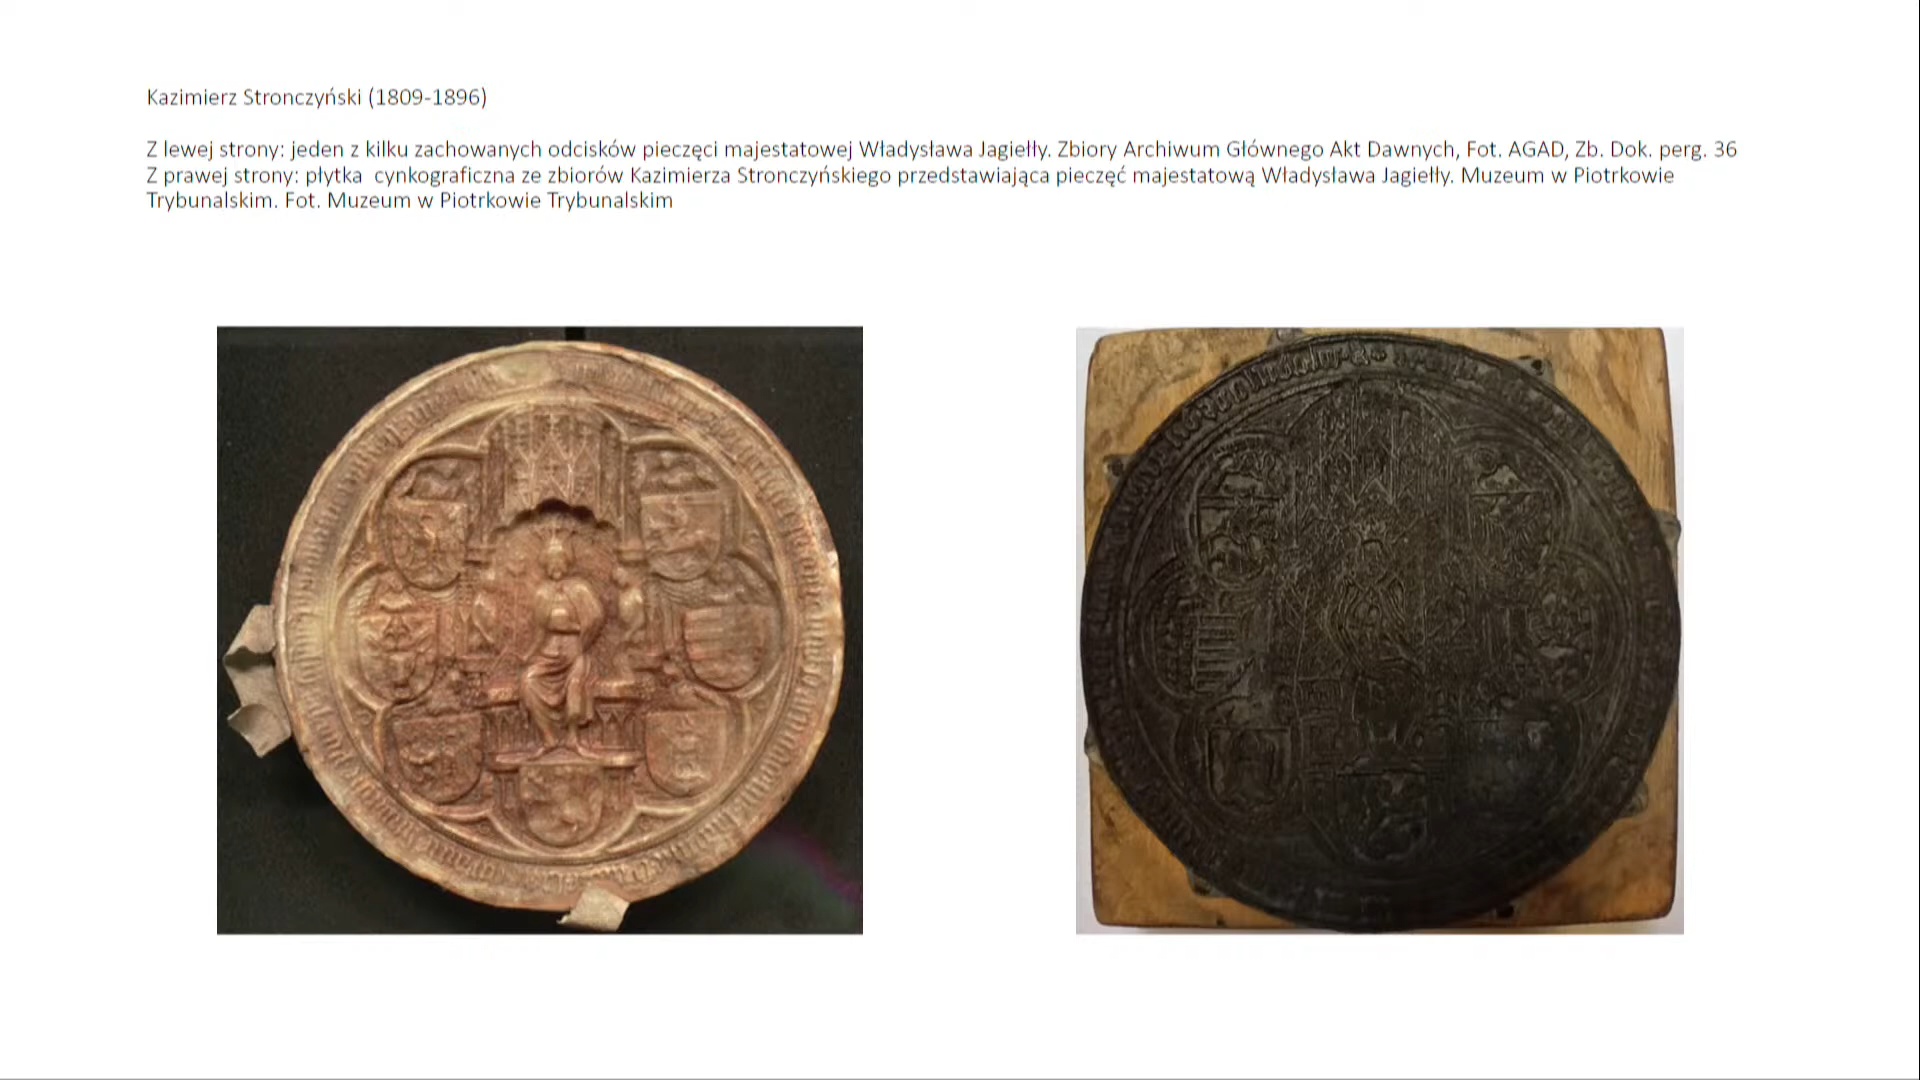 Kazimierz Stronczyński (1809-1896)
Z lewej strony: jeden z kilku zachowanych odcisków pieczęci majestatowej Władysława Jagiełły. Zbiory Archiwum Głównego Akt Dawnych, Fot. AGAD, Zb. Dok. perg. 36
Z prawej strony: płytka cynkograficzna ze zbiorów Kazimierza Stronczyńskiego przedstawiająca pieczęć majestatową Władysława Jagiełły. Muzeum w Piotrkowie
Trybunalskim. Fot. Muzeum w Piotrkowie Trybunalskim